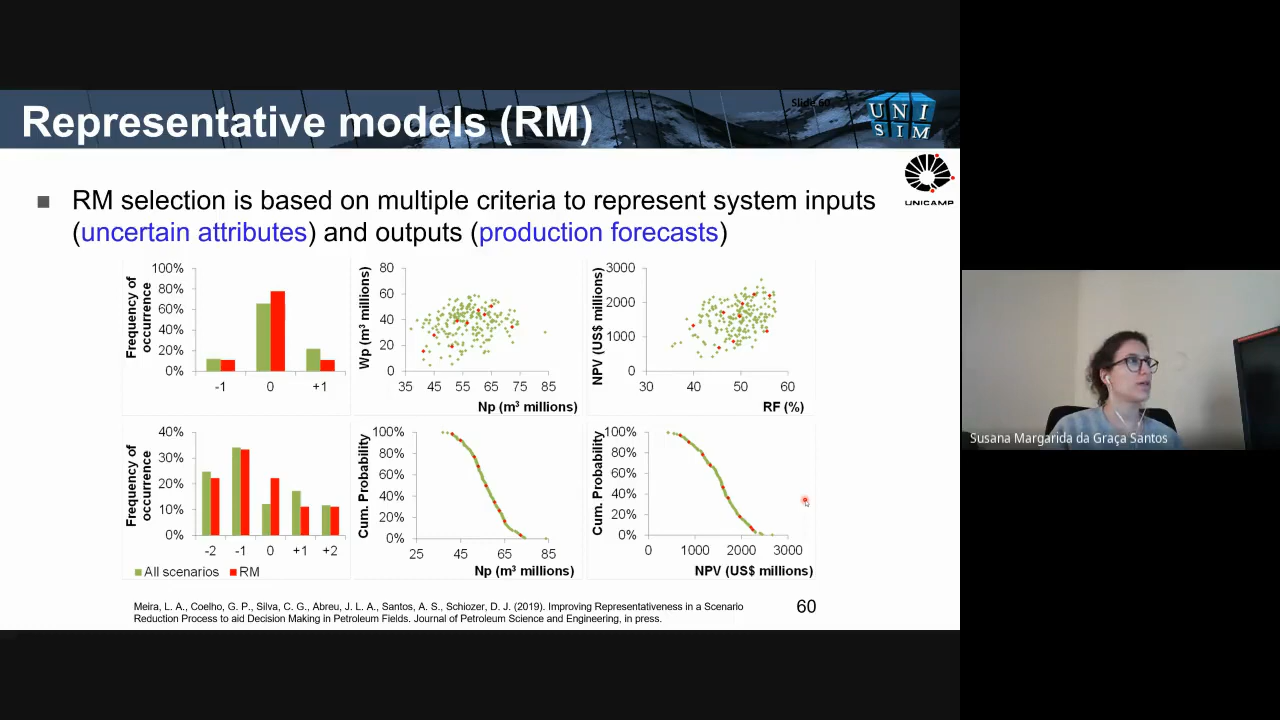 Slide 60
Representative models (RM)
UNI
SIM
UNICAMP
RM selection is based on multiple criteria to represent system inputs
(uncertain attributes) and outputs (production forecasts)
Frequency of
occurrence
100%
80%
60%
40%
20%
0%
-1 0 +1
Wp (m³ millions)
80
60
40
20
0
35 45 55 65 75 85
Np (m³ millions)
NPV (US$ millions)
3000
2000
1000
0
30 40 50 60
RF (%)
Frequency of
occurrence
40%
30%
20%
10%
0%
-2 -1 0 +1 +2
All scenarios RM
Cum. Probability
100%
80%
60%
40%
20%
0%
25 45 65 85
Np (m³ millions)
Cum. Probability
100%
80%
60%
40%
20%
0%
0 1000 2000 3000
NPV (US$ millions)
Meira, L. A., Coelho, G. P., Silva, C. G., Abreu, J. L. A., Santos, A. S., Schiozer, D. J. (2019). Improving Representativeness in a Scenario
Reduction Process to aid Decision Making in Petroleum Fields. Journal of Petroleum Science and Engineering, in press.
60
Susana Margarida da Graça Santos